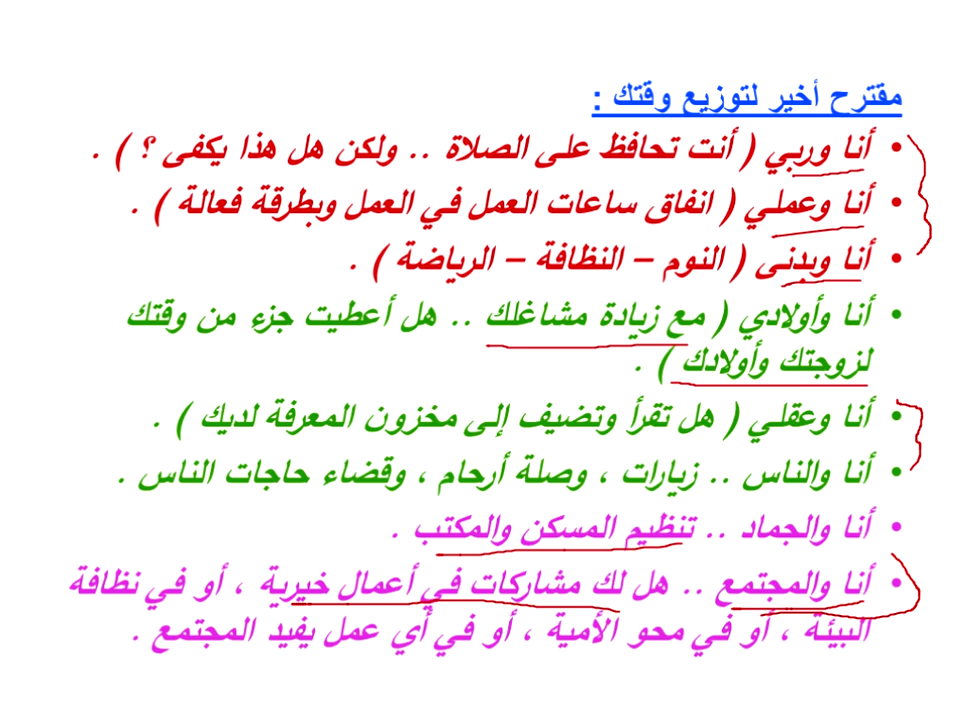 مقترح أخير لتوزيع وقتك :
• أنا وربي ( أنت تحافظ على الصلاة .. ولكن هل هذا يكفى ؟ ) .
• أنا وعملي ( انفاق ساعات العمل في العمل وبطرقة فعالة ) .
• أنا وبدنى ( النوم – النظافة – الرياضة ) .
• أنا وأولادي ( مع زيادة مشاغلك .. هل أعطيت جزء من وقتك
لزوجتك وأولادك ) .
• أنا وعقلي ( هل تقرأ وتضيف إلى مخزون المعرفة لديك ) .
• أنا والناس .. زيارات ، وصلة أرحام ، وقضاء حاجات الناس .
• أنا والجماد .. تنظيم المسكن والمكتب .
• أنا والمجتمع .. هل لك مشاركات في أعمال خيرية ، أو في نظافة
البيئة ، أو في محو الأمية ، أو في أي عمل يفيد المجتمع .